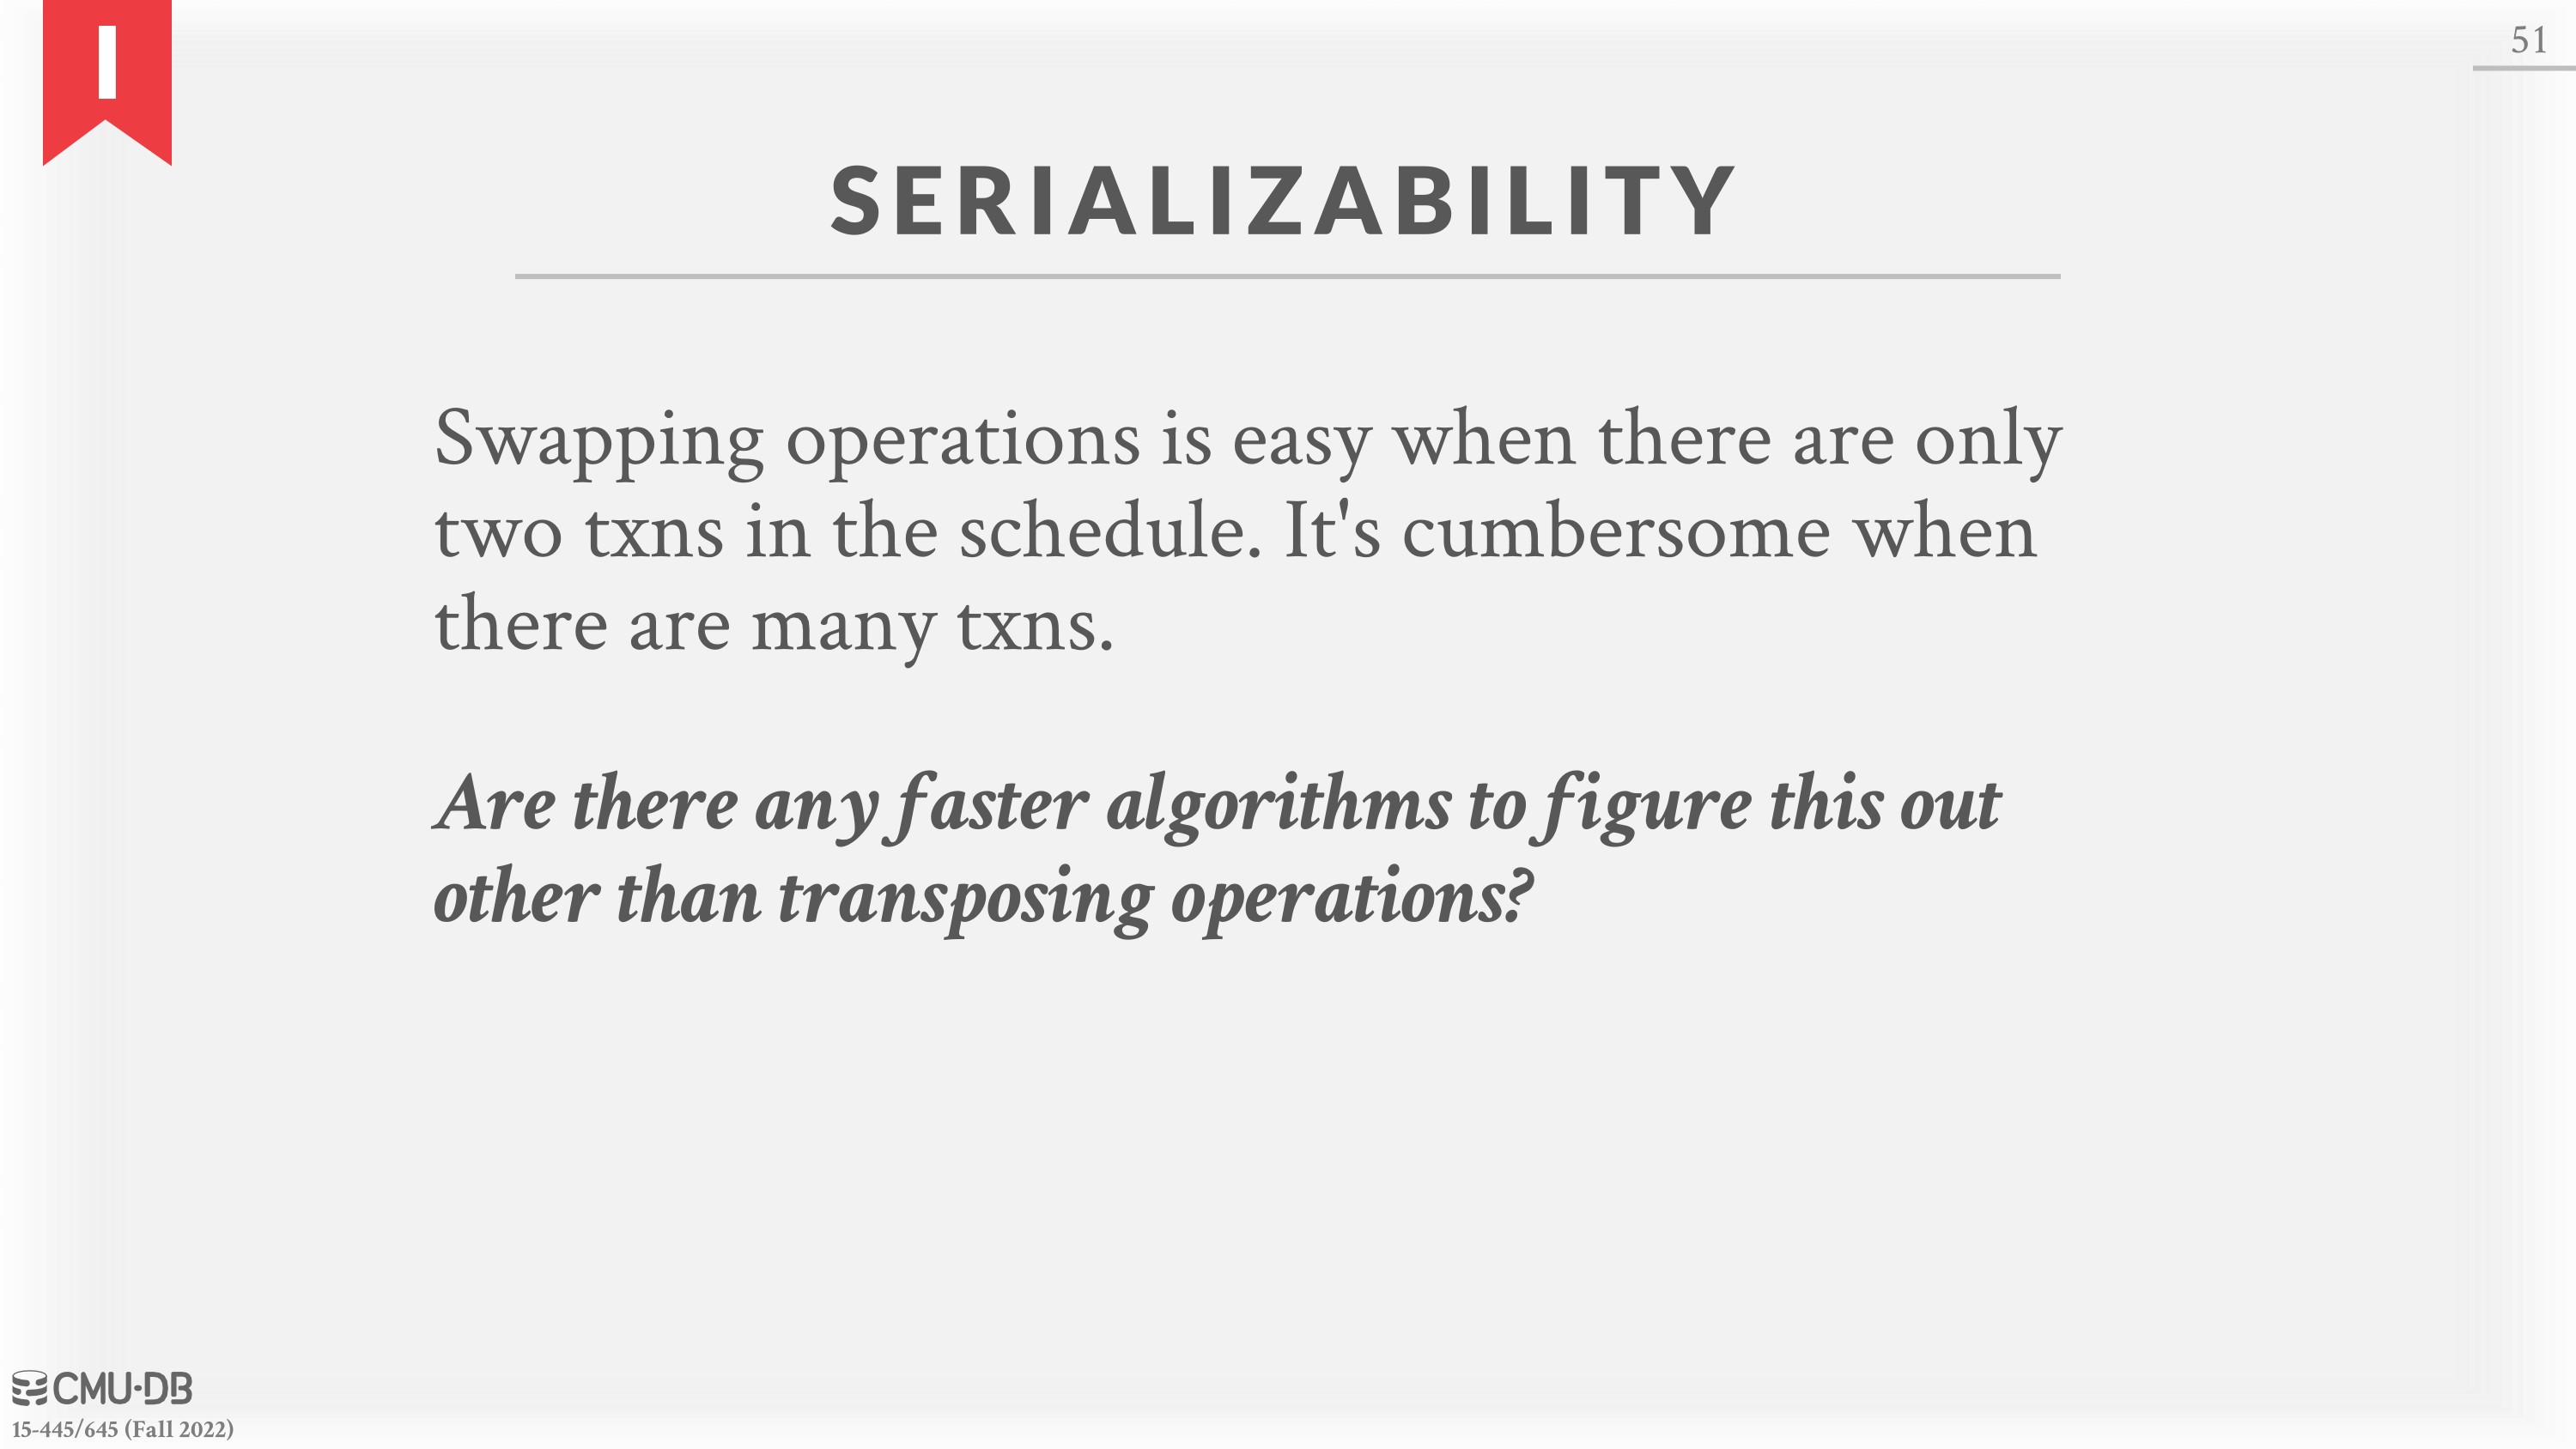 I
51
SERIALIZABILITY
Swapping operations is easy when there are only
two txns in the schedule. It's cumbersome when
there are many txns.
Are there any faster algorithms to figure this out
other than transposing operations?
CMU·DB
15-445/645 (Fall 2022)